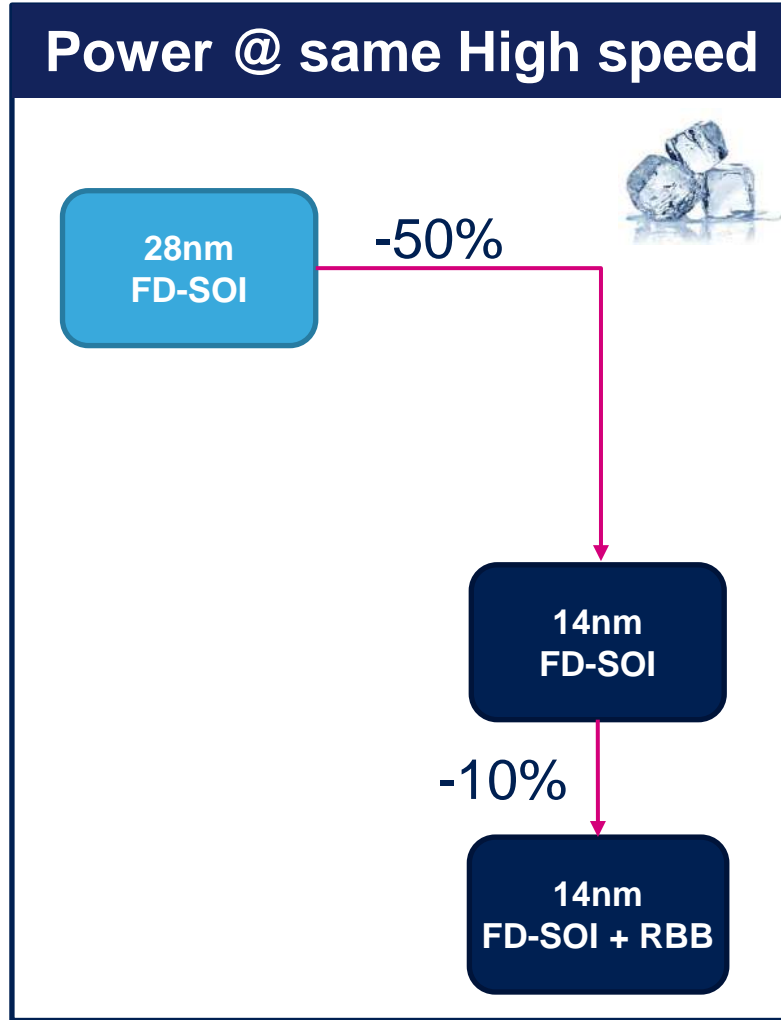 Power @ same High speed
28nm
FD-SOI
-50%
14nm
FD-SOI
-10%
14nm
FD-SOI + RBB